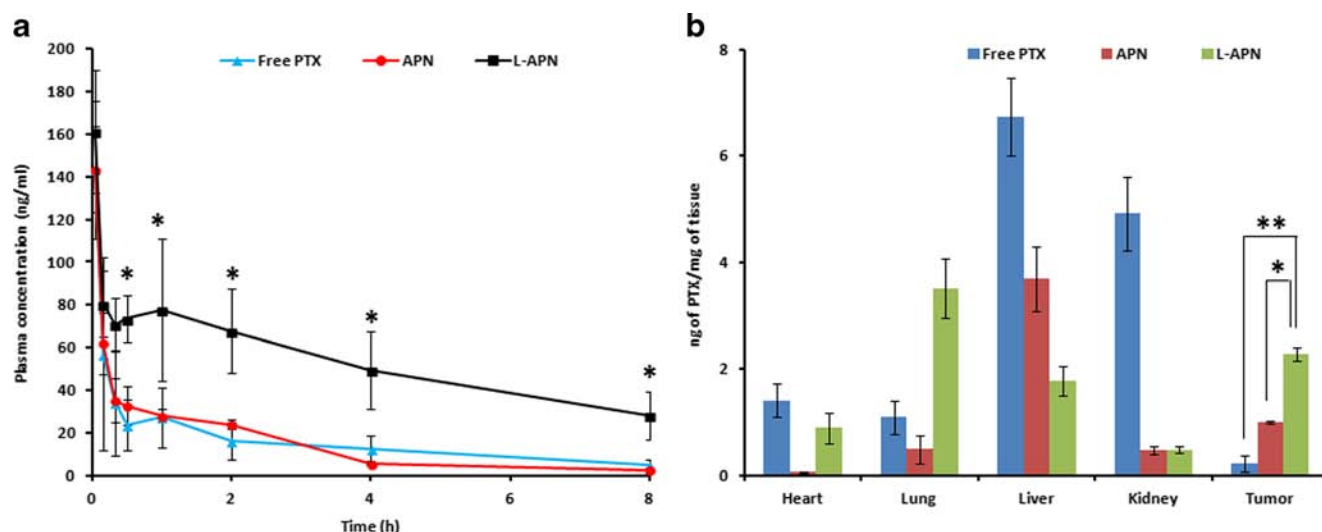 a
200
180
160
140
120
100
80
60
40
20
0
Plasma concentration (ng/ml)
Free PTX APN L-APN
* * * * *
0 2 4 6 8
Time (h)
b
8
6
4
2
0
ng of PTX/mg of tissue
Free PTX APN L-APN
**
*
Heart Lung Liver Kidney Tumor